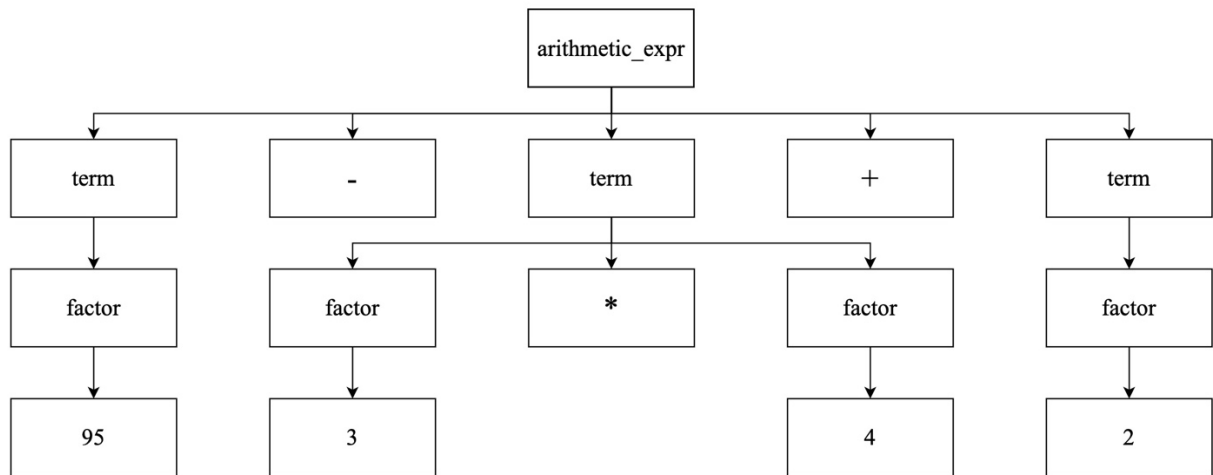 arithmetic_expr
term
-
term
+
term
factor
factor
*
factor
factor
95
3
4
2